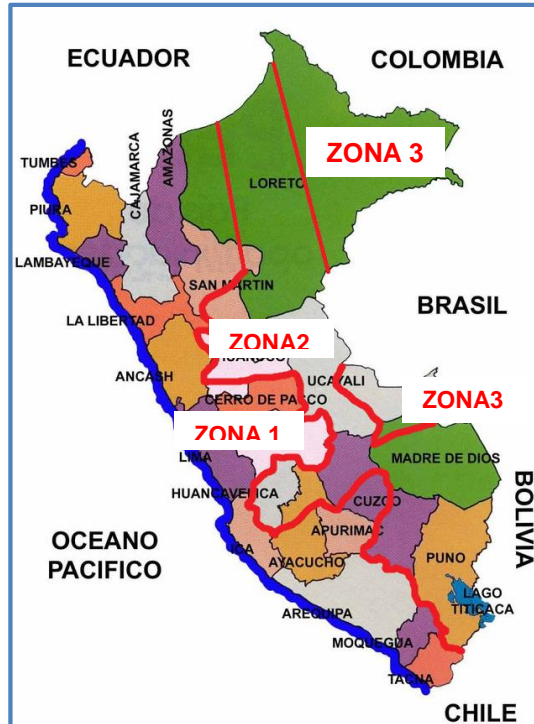 ECUADOR
COLOMBIA
TUMBES
CAJAMARCA
AMAZONAS
ZONA 3
LORETO
PIURA
LAMBAYEQUE
SAN MARTIN
BRASIL
LA LIBERTAD
ZONA2
ANCASH
UCAYALI
CERRO DE PASCO
ZONA3
ZONA 1
LIMA
MADRE DE DIOS
HUANCAVELICA
CUZCO
BOLIVIA
OCEANO
PACIFICO
ICA
APURIMAC
AYACUCHO
PUNO
LAGO
TITICACA
AREQUIPA
MOQUEGUA
TACNA
CHILE